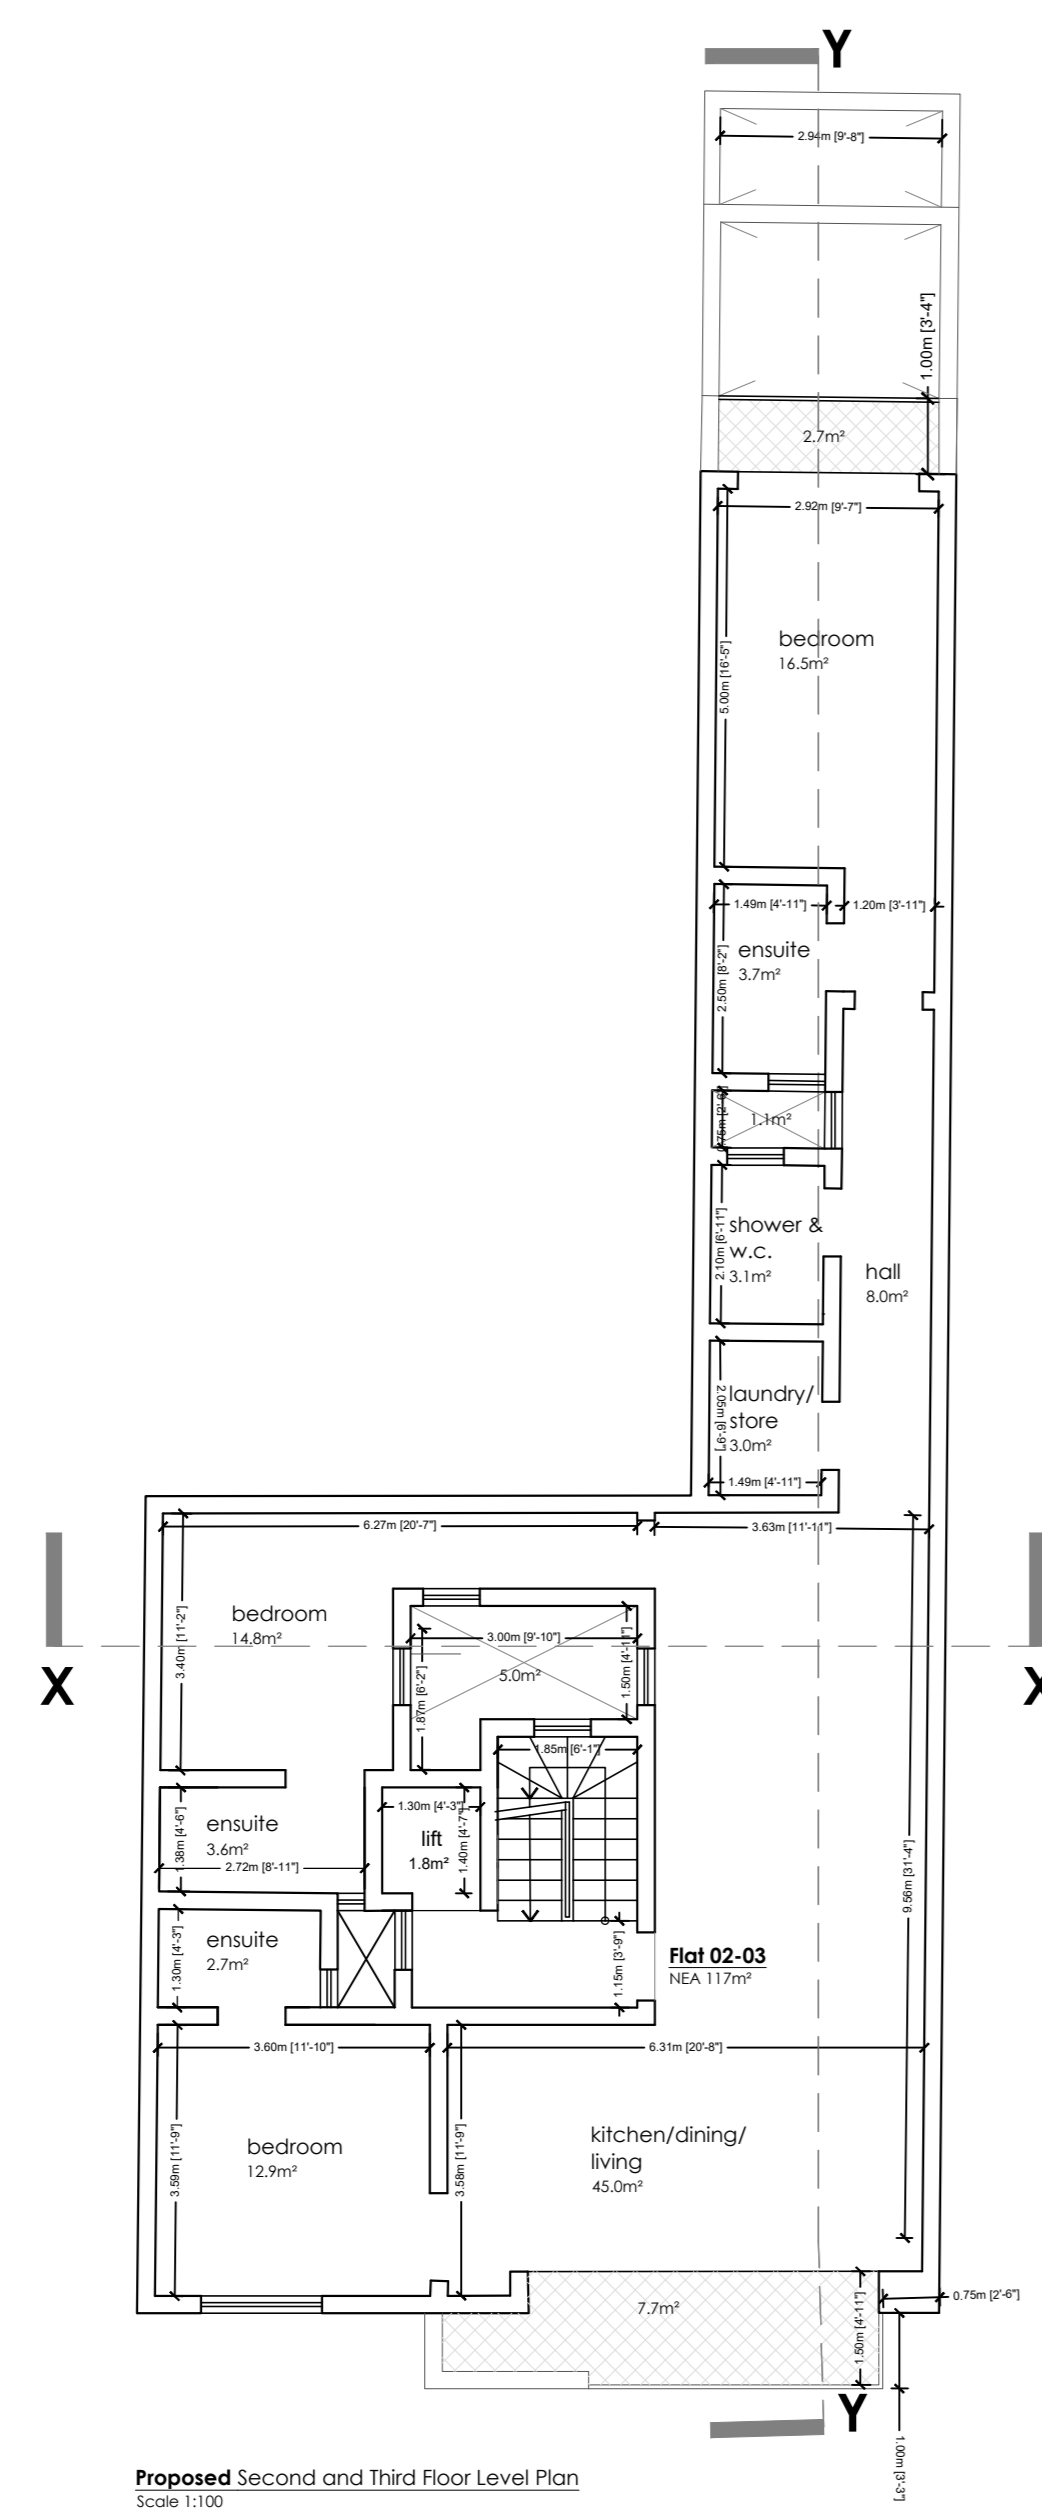 Y
2.94m [9'-8"]
1.00m [3'-4"]
2.7m²
2.92m [9'-7"]
bedroom
16.5m²
5.00m [16'-5"]
1.49m [4'-11"]
1.20m [3'-11"]
ensuite
3.7m²
2.50m [8'-2"]
0.75m [2'-6"]
1.1m²
shower &
w.c.
3.1m²
2.10m [6'-11"]
hall
8.0m²
laundry/
store
3.0m²
2.05m [6'-9"]
1.49m [4'-11"]
6.27m [20'-7"]
3.63m [11'-11"]
bedroom
14.8m²
3.40m [11'-2"]
3.00m [9'-10"]
5.0m²
1.50m [4'-11"]
1.87m [6'-2"]
X
X
1.85m [6'-1"]
1.30m [4'-3"]
ensuite
3.6m²
1.38m [4'-6"]
2.72m [8'-11"]
lift
1.8m²
1.40m [4'-7"]
9.56m [31'-4"]
ensuite
2.7m²
1.30m [4'-3"]
1.15m [3'-9"]
Flat 02-03
NEA 117m²
3.60m [11'-10"]
6.31m [20'-8"]
bedroom
12.9m²
3.59m [11'-9"]
3.58m [11'-9"]
kitchen/dining/
living
45.0m²
7.7m²
1.50m [4'-11"]
0.75m [2'-6"]
Y
1.00m [3'-3"]
Proposed Second and Third Floor Level Plan
Scale 1:100